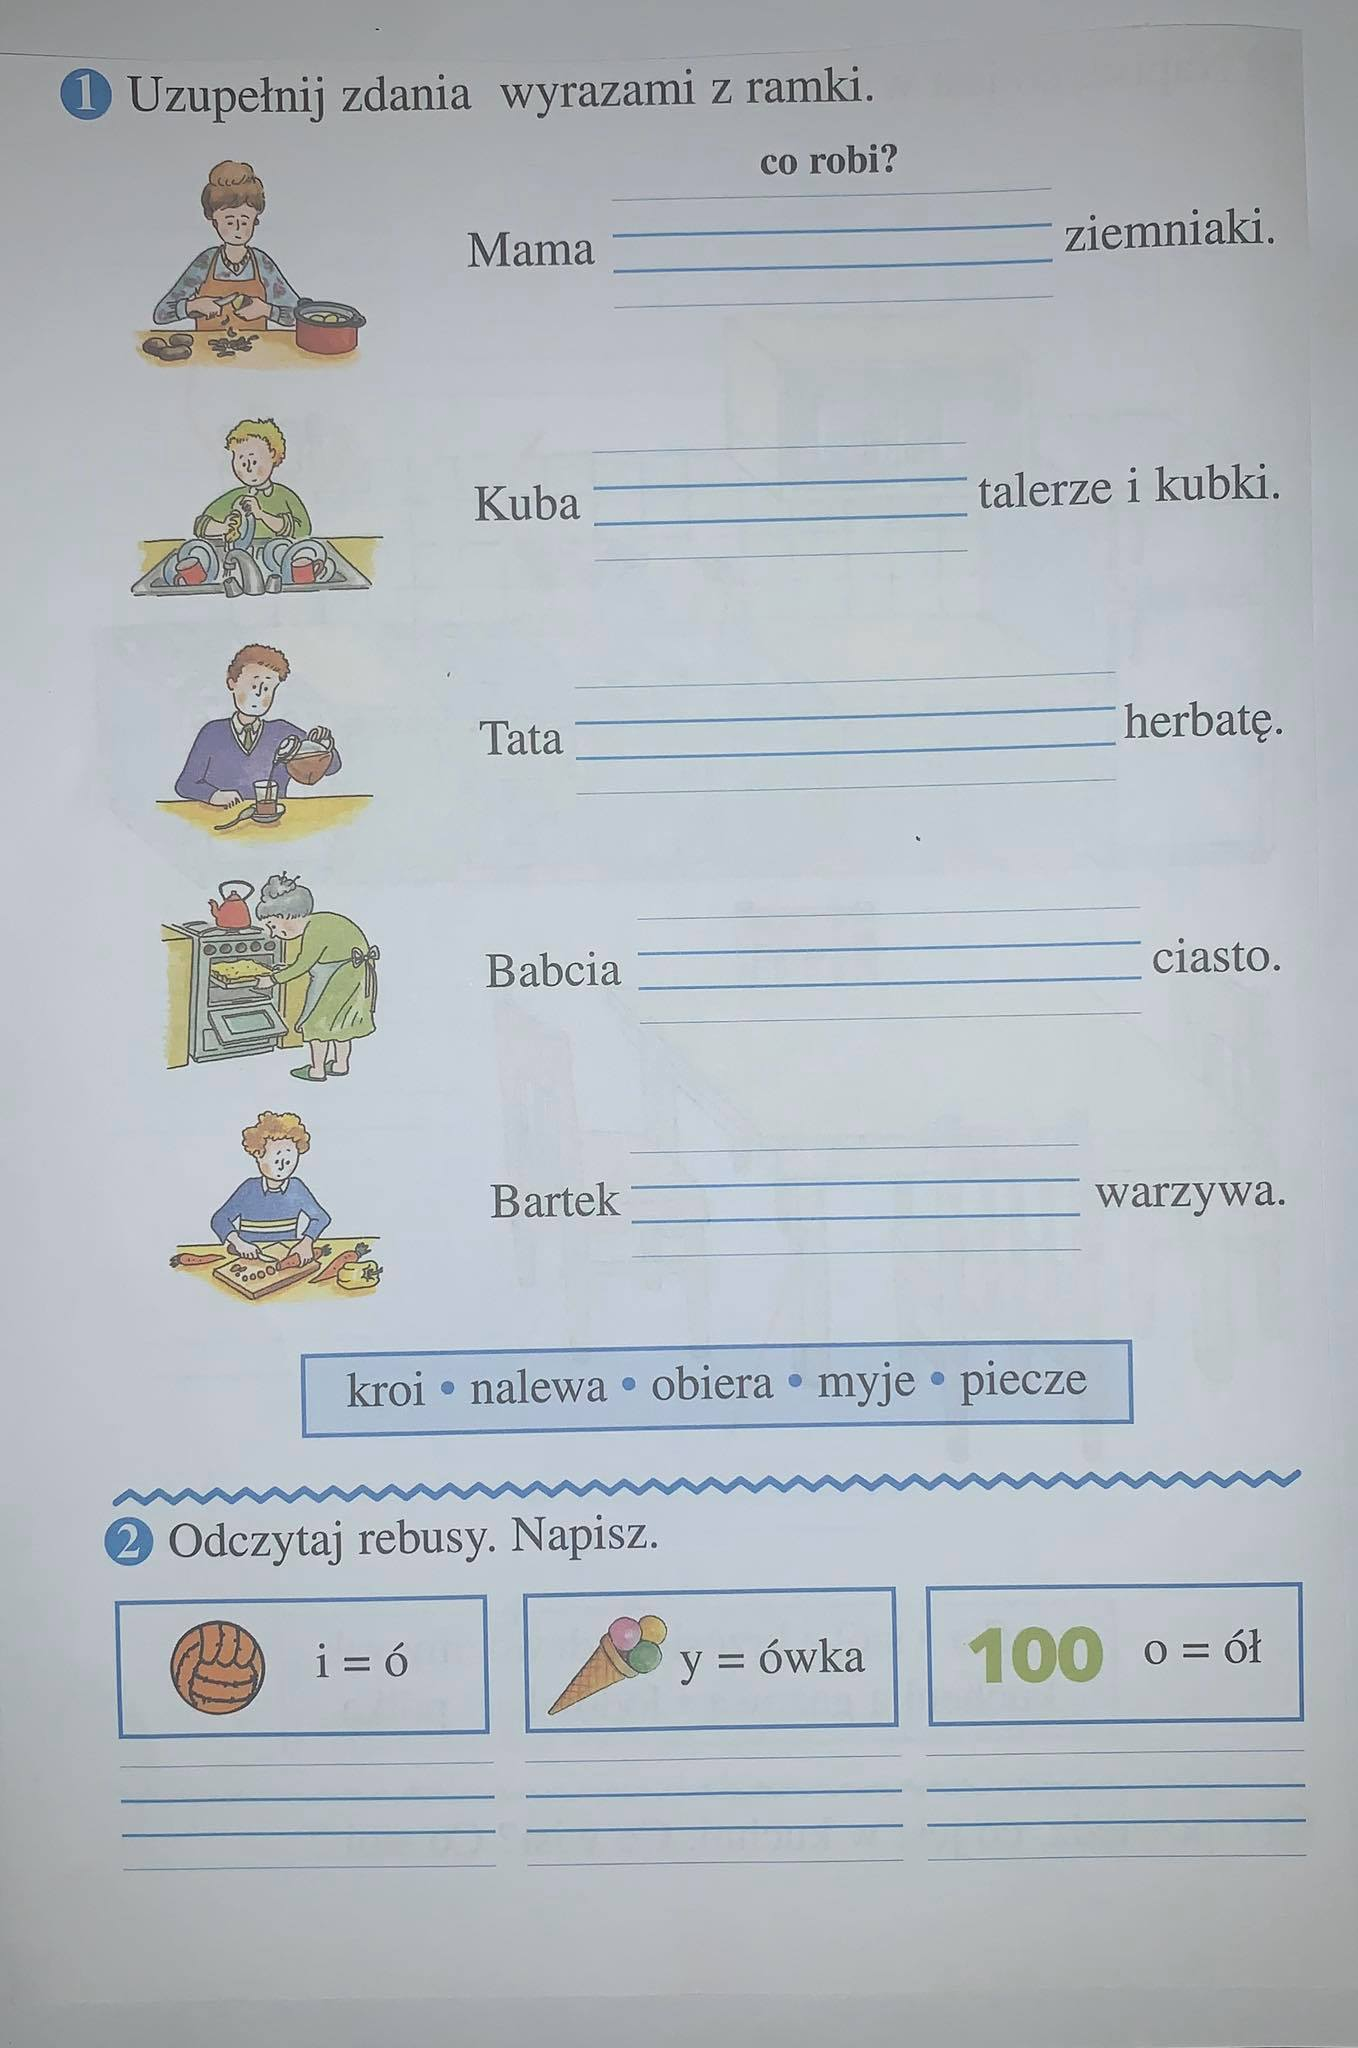 1 Uzupełnij zdania wyrazami z ramki.
co robi?
Mama ziemniaki.
Kuba talerze i kubki.
Tata herbatę.
Babcia ciasto.
Bartek warzywa.
kroi • nalewa • obiera • myje • piecze
2 Odczytaj rebusy. Napisz.
i = ó
y = ówka
100 o = ół